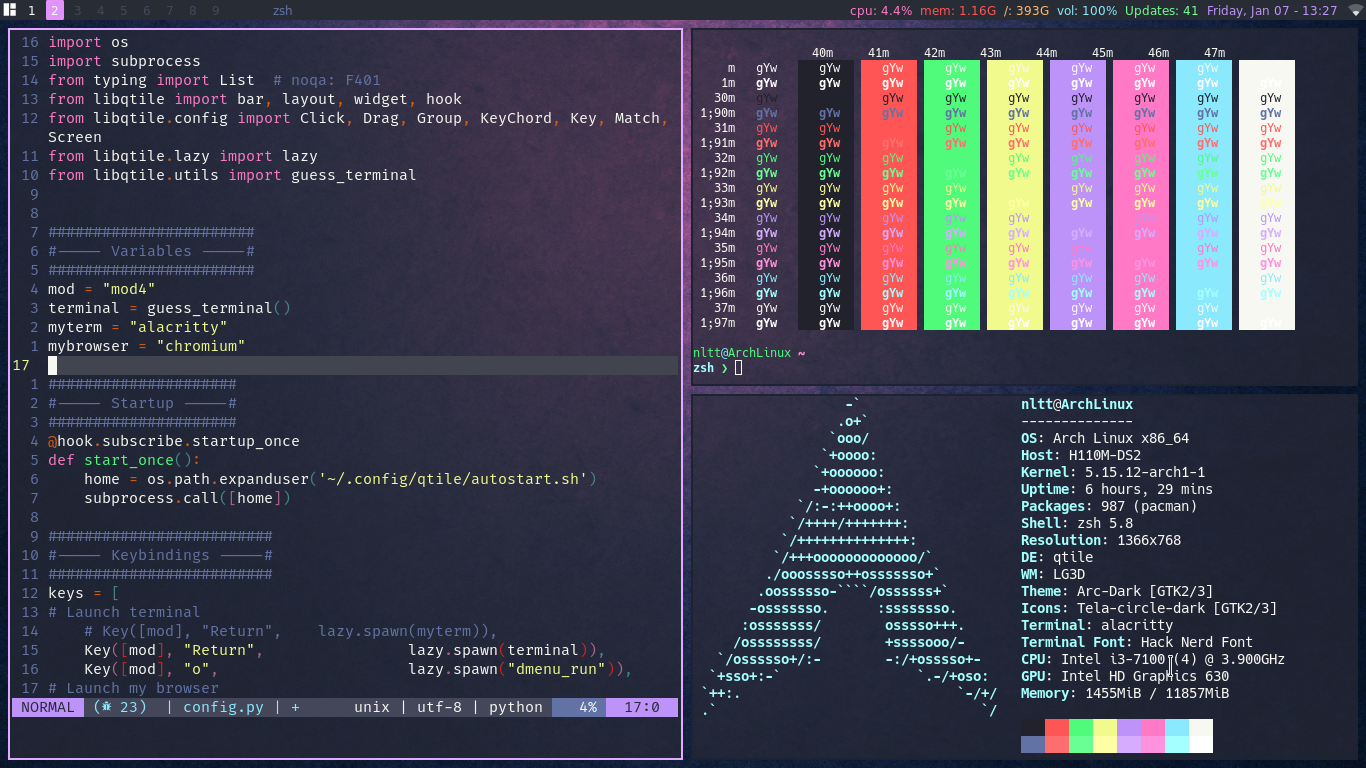 1 2 3 4 5 6 7 8 9 zsh cpu: 4.4% mem: 1.16G /: 393G vol: 100% Updates: 41 Friday, Jan 07 - 13:27
16 import os
15 import subprocess
14 from typing import List  # noqa: F401
13 from libqtile import bar, layout, widget, hook
12 from libqtile.config import Click, Drag, Group, KeyChord, Key, Match,
Screen
11 from libqtile.lazy import lazy
10 from libqtile.utils import guess_terminal
9
8
7 #######################
6 #----- Variables -----#
5 #######################
4 mod = "mod4"
3 terminal = guess_terminal()
2 myterm = "alacritty"
1 mybrowser = "chromium"
17
1 #####################
2 #----- Startup -----#
3 #####################
4 @hook.subscribe.startup_once
5 def start_once():
6     home = os.path.expanduser('~/.config/qtile/autostart.sh')
7     subprocess.call([home])
8
9 #########################
10 #----- Keybindings -----#
11 #########################
12 keys = [
13 # Launch terminal
14     # Key([mod], "Return",    lazy.spawn(myterm)),
15     Key([mod], "Return",                lazy.spawn(terminal)),
16     Key([mod], "o",                     lazy.spawn("dmenu_run")),
17 # Launch my browser
NORMAL (🕷 23) | config.py | + unix | utf-8 | python 4% 17:0
40m 41m 42m 43m 44m 45m 46m 47m
m gYw gYw gYw gYw gYw gYw gYw gYw
1m gYw gYw gYw gYw gYw gYw gYw gYw
30m gYw gYw gYw gYw gYw gYw gYw gYw
1;90m gYw gYw gYw gYw gYw gYw gYw gYw gYw
31m gYw gYw gYw gYw gYw gYw gYw gYw
1;91m gYw gYw gYw gYw gYw gYw gYw gYw gYw
32m gYw gYw gYw gYw gYw gYw gYw gYw
1;92m gYw gYw gYw gYw gYw gYw gYw gYw gYw
33m gYw gYw gYw gYw gYw gYw gYw gYw
1;93m gYw gYw gYw gYw gYw gYw gYw gYw gYw
34m gYw gYw gYw gYw gYw gYw gYw gYw
1;94m gYw gYw gYw gYw gYw gYw gYw gYw gYw
35m gYw gYw gYw gYw gYw gYw gYw gYw
1;95m gYw gYw gYw gYw gYw gYw gYw gYw gYw
36m gYw gYw gYw gYw gYw gYw gYw gYw
1;96m gYw gYw gYw gYw gYw gYw gYw gYw gYw
37m gYw gYw gYw gYw gYw gYw gYw gYw
1;97m gYw gYw gYw gYw gYw gYw gYw gYw gYw
nltt@ArchLinux ~
zsh ❯
-`
.o+`
`ooo/
`+oooo:
`+oooooo:
-+oooooo+:
`/:-:++oooo+:
`/++++/+++++++:
`/++++++++++++++:
`/+++ooooooooooooo/`
./ooosssso++osssssso+`
.oossssso-````/ossssss+`
-osssssso.      :ssssssso.
:osssssss/        osssso+++.
/ossssssss/        +ssssooo/-
`/ossssso+/:-        -:/+osssso+-
`+sso+:-`                 `.-/+oso:
`++:.                           `-/+/
.`                                 `/
nltt@ArchLinux
--------------
OS: Arch Linux x86_64
Host: H110M-DS2
Kernel: 5.15.12-arch1-1
Uptime: 6 hours, 29 mins
Packages: 987 (pacman)
Shell: zsh 5.8
Resolution: 1366x768
DE: qtile
WM: LG3D
Theme: Arc-Dark [GTK2/3]
Icons: Tela-circle-dark [GTK2/3]
Terminal: alacritty
Terminal Font: Hack Nerd Font
CPU: Intel i3-7100 (4) @ 3.900GHz
GPU: Intel HD Graphics 630
Memory: 1455MiB / 11857MiB